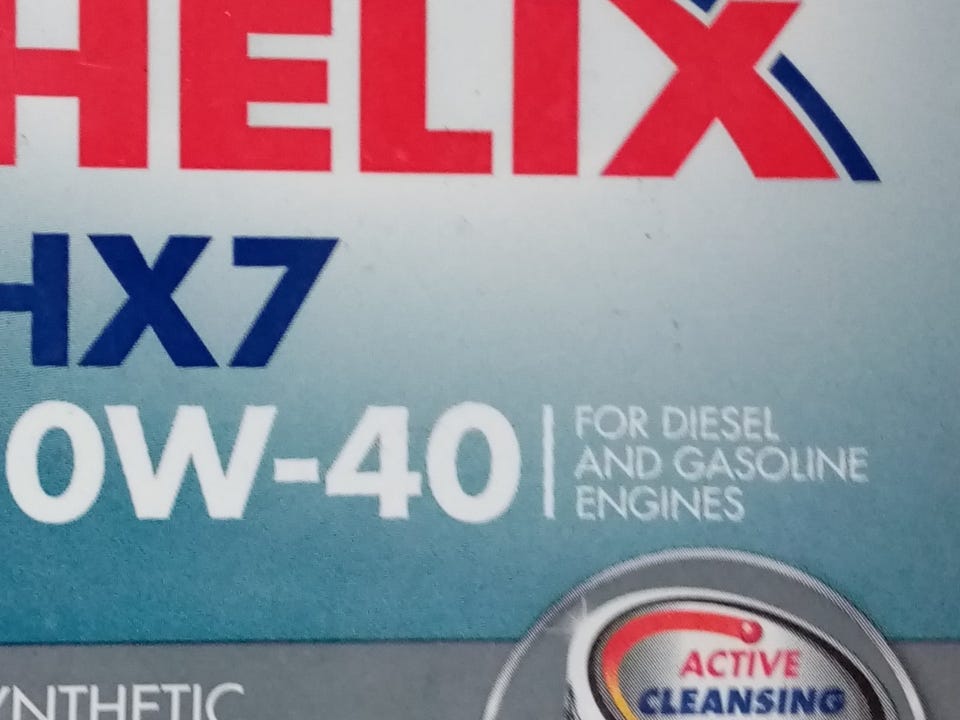 HELIX
HX7
0W-40
FOR DIESEL
AND GASOLINE
ENGINES
ACTIVE
CLEANSING
YNTHETIC